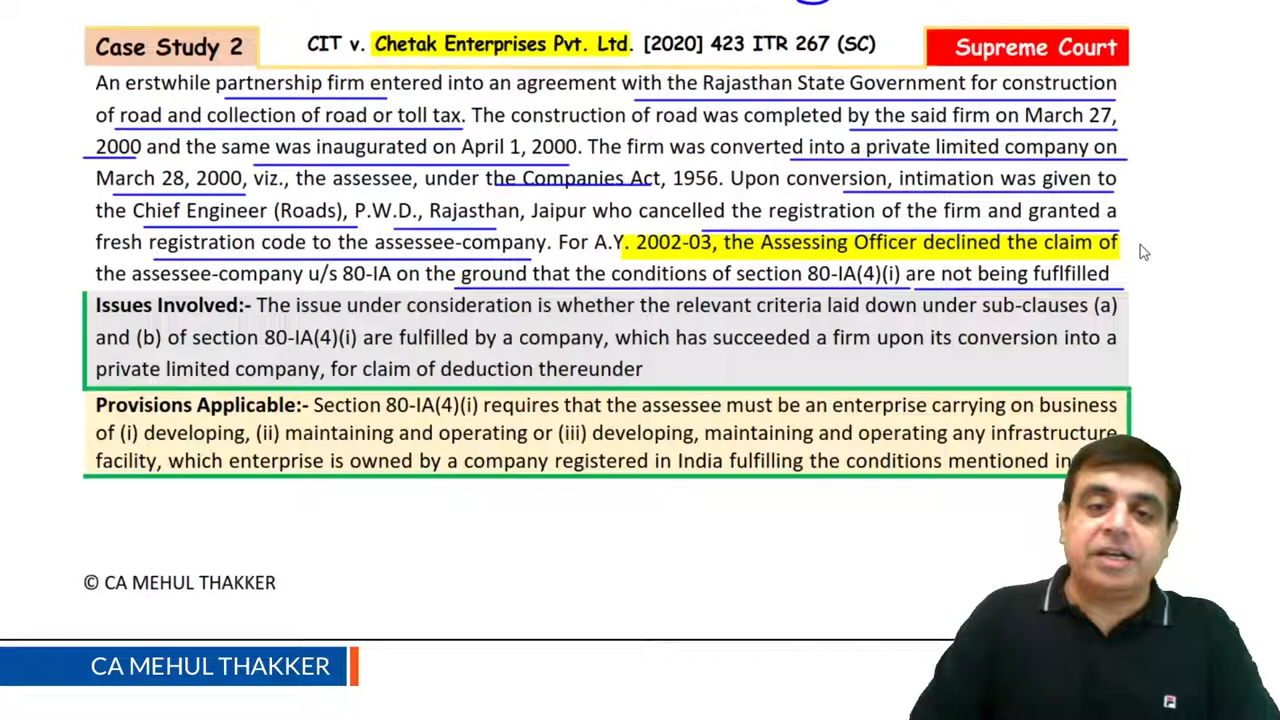 Case Study 2
CIT v. Chetak Enterprises Pvt. Ltd. [2020] 423 ITR 267 (SC)
Supreme Court
An erstwhile partnership firm entered into an agreement with the Rajasthan State Government for construction
of road and collection of road or toll tax. The construction of road was completed by the said firm on March 27,
2000 and the same was inaugurated on April 1, 2000. The firm was converted into a private limited company on
March 28, 2000, viz., the assessee, under the Companies Act, 1956. Upon conversion, intimation was given to
the Chief Engineer (Roads), P.W.D., Rajasthan, Jaipur who cancelled the registration of the firm and granted a
fresh registration code to the assessee-company. For A.Y. 2002-03, the Assessing Officer declined the claim of
the assessee-company u/s 80-IA on the ground that the conditions of section 80-IA(4)(i) are not being fuflfilled
Issues Involved:- The issue under consideration is whether the relevant criteria laid down under sub-clauses (a)
and (b) of section 80-IA(4)(i) are fulfilled by a company, which has succeeded a firm upon its conversion into a
private limited company, for claim of deduction thereunder
Provisions Applicable:- Section 80-IA(4)(i) requires that the assessee must be an enterprise carrying on business
of (i) developing, (ii) maintaining and operating or (iii) developing, maintaining and operating any infrastructure
facility, which enterprise is owned by a company registered in India fulfilling the conditions mentioned in
© CA MEHUL THAKKER
CA MEHUL THAKKER